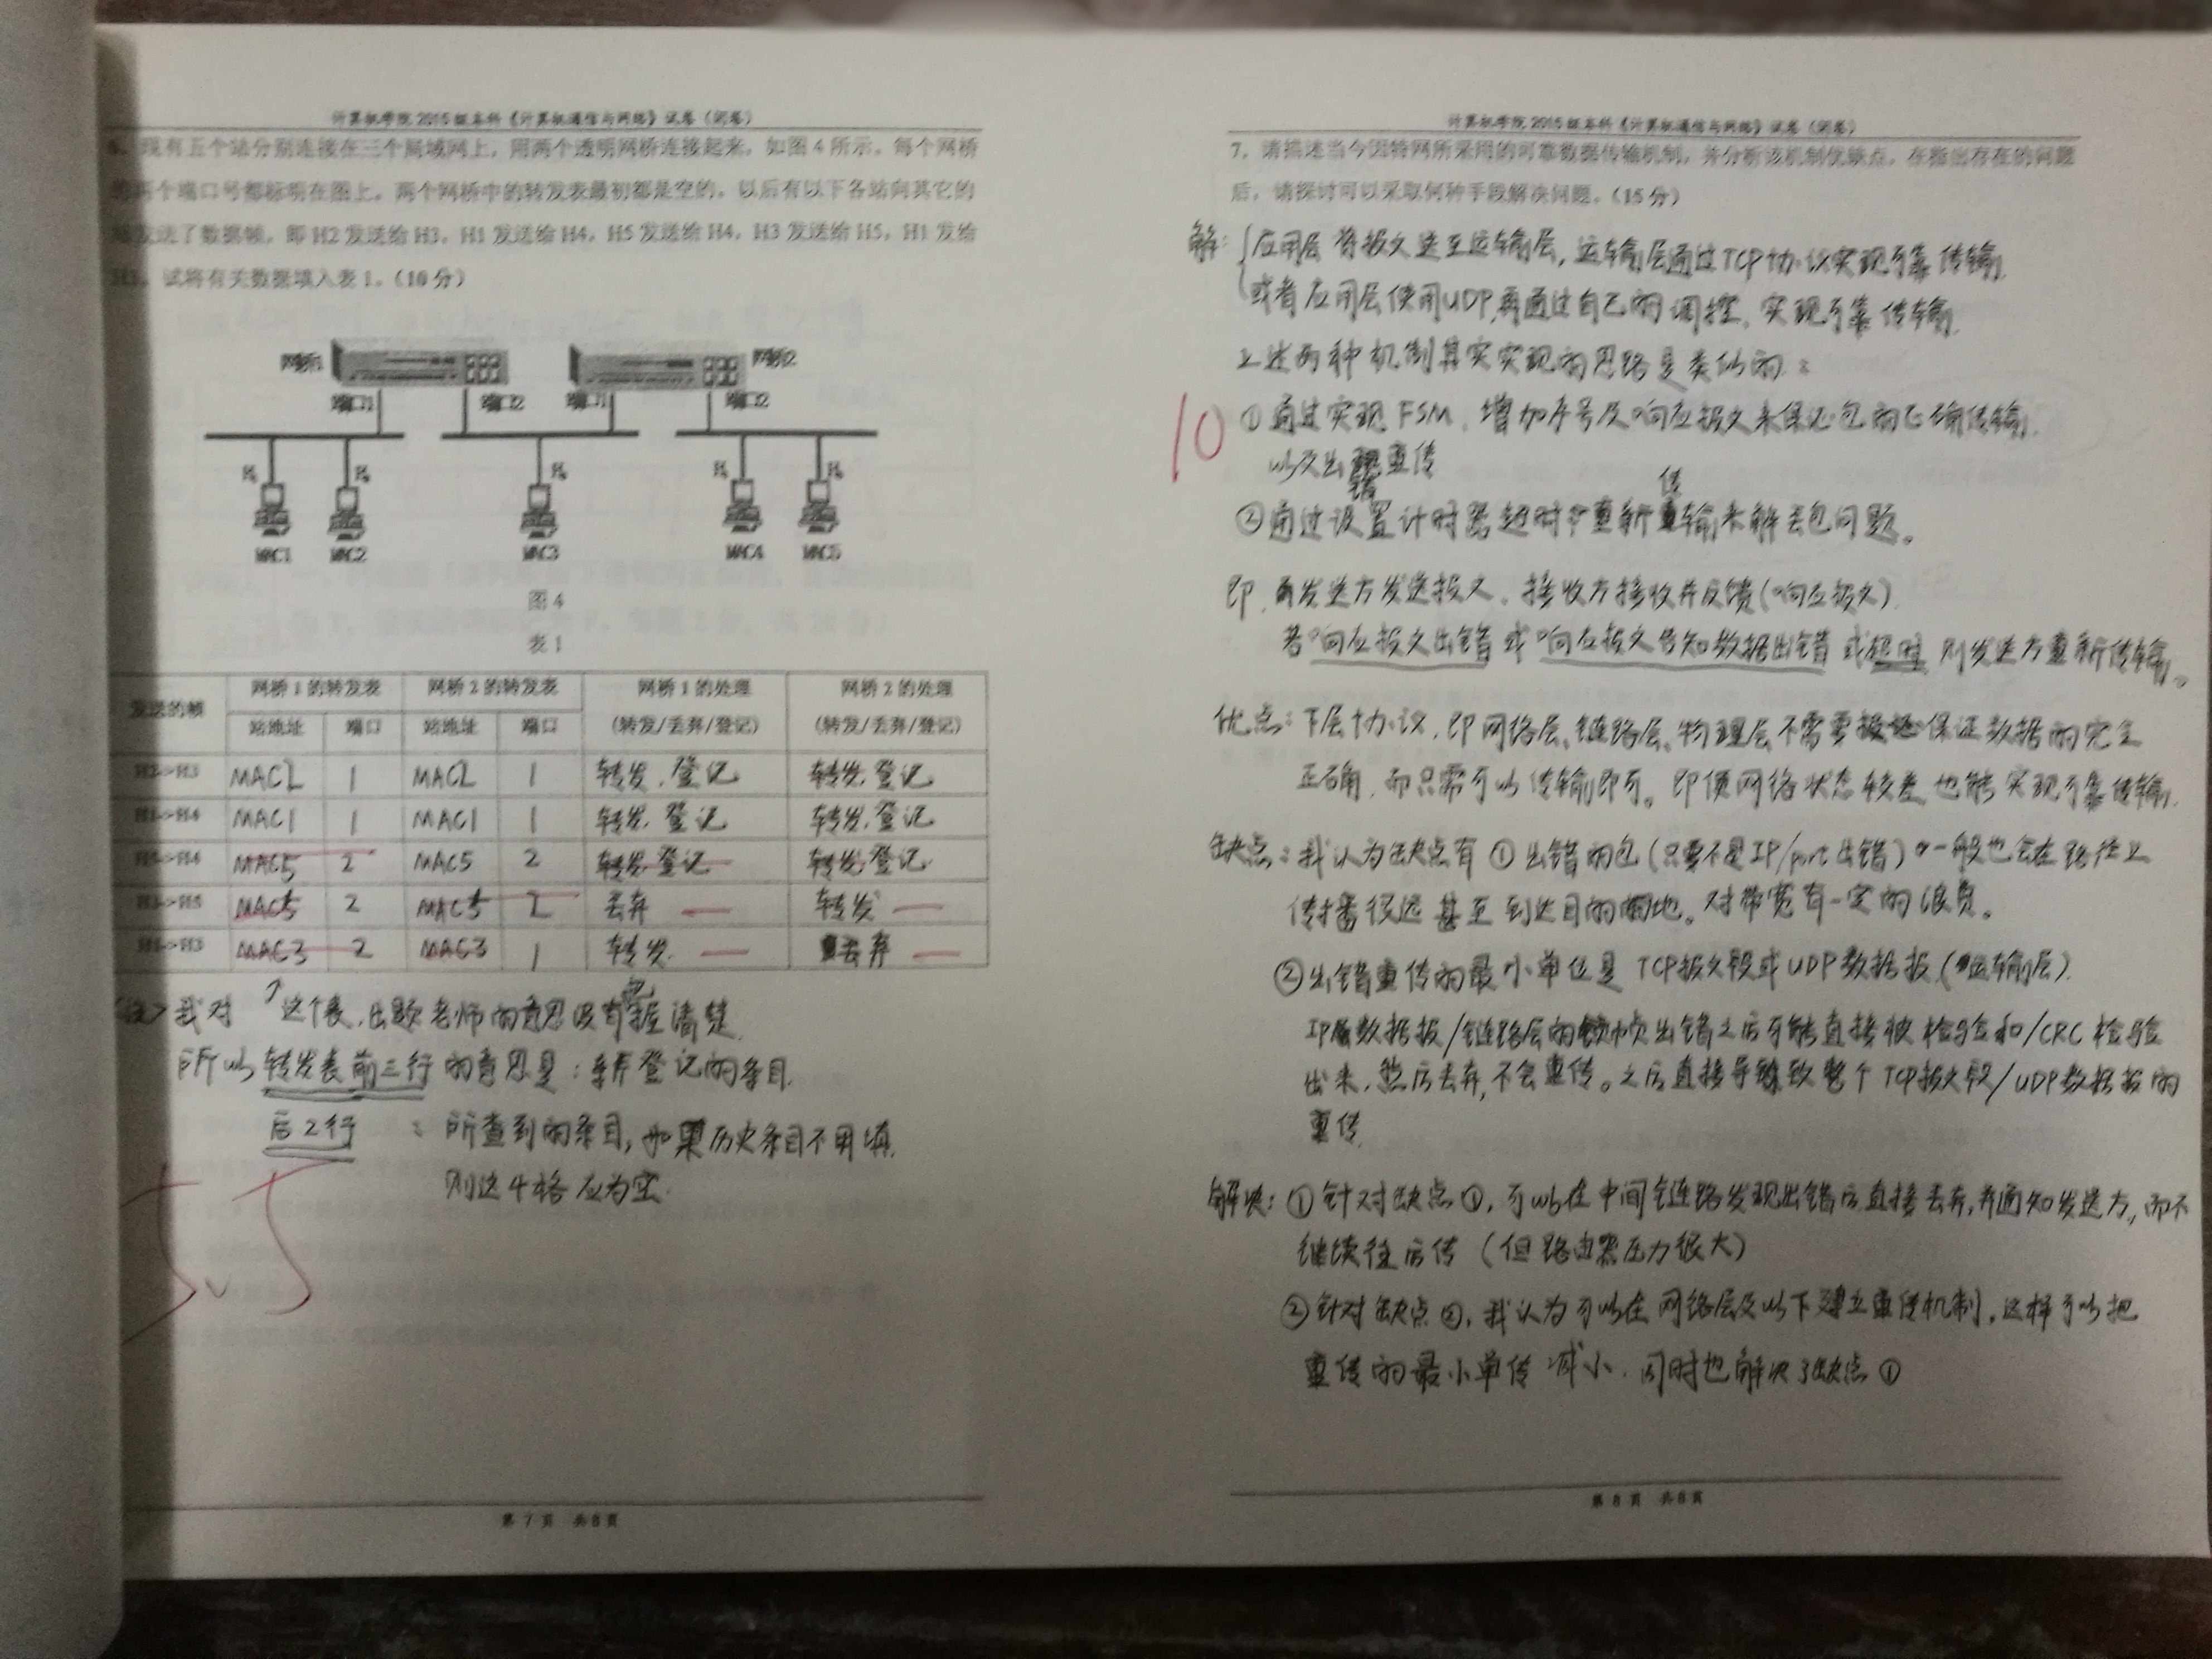 计算机学院2015级本科《计算机通信与网络》试卷（闭卷）
现有五个站分别连接在三个局域网上，用两个透明网桥连接起来，如图4所示。每个网桥
两个端口号都标明在图上。两个网桥中的转发表最初都是空的。以后有以下各站向其它的
发送了数据帧，即H2发送给H3，H1发送给H4，H5发送给H4，H3发送给H5，H1发给
试将有关数据填入表1。（10分）
网桥1
网桥2
端口1 端口2 端口1 端口2
MAC1 MAC2 MAC3 MAC4 MAC5
图4
表1
发送的帧 网桥1的转发表 网桥2的转发表 网桥1的处理 网桥2的处理
站地址 端口 站地址 端口 （转发/丢弃/登记） （转发/丢弃/登记）
H2->H3 MAC2 1 MAC2 1 转发.登记 转发.登记
H1->H4 MAC1 1 MAC1 1 转发.登记 转发.登记
H5->H4 MAC5 2 MAC5 2 转发.登记 转发.登记
H3->H5 MAC5 2 MAC5 2 丢弃 转发
H1->H3 MAC3 2 MAC3 1 转发 丢弃
我对这个表，出题老师的意思没有把握清楚
所以转发表前三行的意思是：新登记的条目
后2行：所查到的条目，如果历史条目不用填
则这4格应为空.
5.5
第 7 页 共 8 页
计算机学院2015级本科《计算机通信与网络》试卷（闭卷）
7、请描述当今因特网所采用的可靠数据传输机制，并分析该机制优缺点，在指出存在的问题
后，请探讨可以采取何种手段解决问题。（15分）
解：应用层将报文送至运输层，运输层通过TCP协议实现可靠传输
或者应用层使用UDP,再通过自己的调控，实现可靠传输.
上述两种机制其实实现的思路是类似的：
10
①通过实现FSM，增加序号及响应报文来保证包的正确传输，
以及出错重传
②通过设置计时器超时重新传输来解丢包问题。
即，发送方发送报文，接收方接收并反馈(响应报文)
若响应报文出错或响应报文告知数据出错或超时则发送方重新传输。
优点：下层协议，即网络层、链路层、物理层不需要保证数据的完全
正确，而只需可以传输即可。即便网络状态较差也能实现可靠传输.
缺点：我认为缺点有①出错的包(只要不是IP/port出错)一般也会在路径上
传播很远甚至到达目的地。对带宽有一定的浪费。
②出错重传的最小单位是TCP报文段或UDP数据报(运输层).
IP数据报/链路层的帧出错之后可能直接被检验和/CRC检验
出来，然后丢弃，不会重传。之后直接导致整个TCP报文段/UDP数据报的
重传.
解决：①针对缺点①，可以在中间链路发现出错后直接丢弃,并通知发送方,而不
继续往后传（但路由器压力很大）
②针对缺点②，我认为可以在网络层及以下建立重传机制，这样可以把
重传的最小单传减小，同时也解决了缺点①
第 8 页 共 8 页